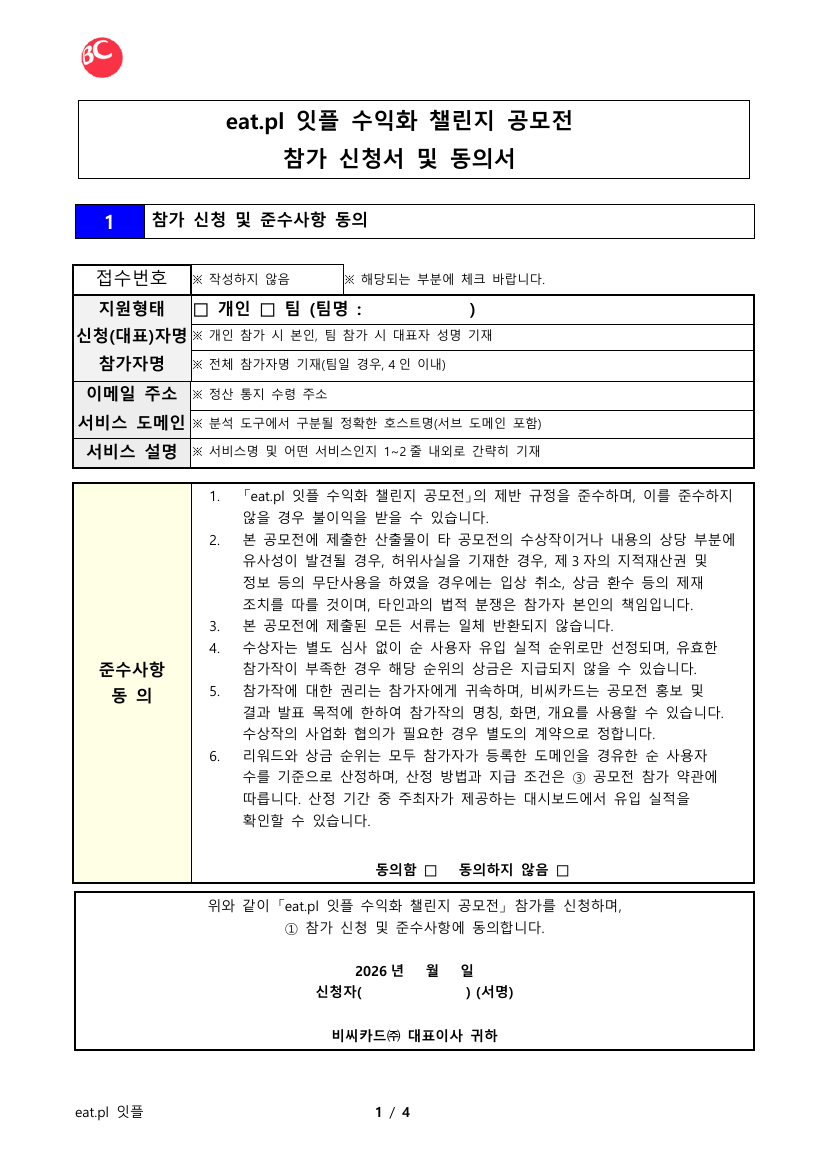 BC
eat.pl 잇플 수익화 챌린지 공모전
참가 신청서 및 동의서
1 참가 신청 및 준수사항 동의
접수번호 ※ 작성하지 않음 ※ 해당되는 부분에 체크 바랍니다.
지원형태 □ 개인 □ 팀 (팀명 : )
신청(대표)자명 ※ 개인 참가 시 본인, 팀 참가 시 대표자 성명 기재
참가자명 ※ 전체 참가자명 기재(팀일 경우, 4인 이내)
이메일 주소 ※ 정산 통지 수령 주소
서비스 도메인 ※ 분석 도구에서 구분될 정확한 호스트명(서브 도메인 포함)
서비스 설명 ※ 서비스명 및 어떤 서비스인지 1~2줄 내외로 간략히 기재
준수사항
동 의
1. 「eat.pl 잇플 수익화 챌린지 공모전」의 제반 규정을 준수하며, 이를 준수하지
않을 경우 불이익을 받을 수 있습니다.
2. 본 공모전에 제출한 산출물이 타 공모전의 수상작이거나 내용의 상당 부분에
유사성이 발견될 경우, 허위사실을 기재한 경우, 제3자의 지적재산권 및
정보 등의 무단사용을 하였을 경우에는 입상 취소, 상금 환수 등의 제재
조치를 따를 것이며, 타인과의 법적 분쟁은 참가자 본인의 책임입니다.
3. 본 공모전에 제출된 모든 서류는 일체 반환되지 않습니다.
4. 수상자는 별도 심사 없이 순 사용자 유입 실적 순위로만 선정되며, 유효한
참가작이 부족한 경우 해당 순위의 상금은 지급되지 않을 수 있습니다.
5. 참가작에 대한 권리는 참가자에게 귀속하며, 비씨카드는 공모전 홍보 및
결과 발표 목적에 한하여 참가작의 명칭, 화면, 개요를 사용할 수 있습니다.
수상작의 사업화 협의가 필요한 경우 별도의 계약으로 정합니다.
6. 리워드와 상금 순위는 모두 참가자가 등록한 도메인을 경유한 순 사용자
수를 기준으로 산정하며, 산정 방법과 지급 조건은 ③ 공모전 참가 약관에
따릅니다. 산정 기간 중 주최자가 제공하는 대시보드에서 유입 실적을
확인할 수 있습니다.
동의함 □ 동의하지 않음 □
위와 같이「eat.pl 잇플 수익화 챌린지 공모전」참가를 신청하며,
① 참가 신청 및 준수사항에 동의합니다.
2026년 월 일
신청자( ) (서명)
비씨카드㈜ 대표이사 귀하
eat.pl 잇플 1 / 4